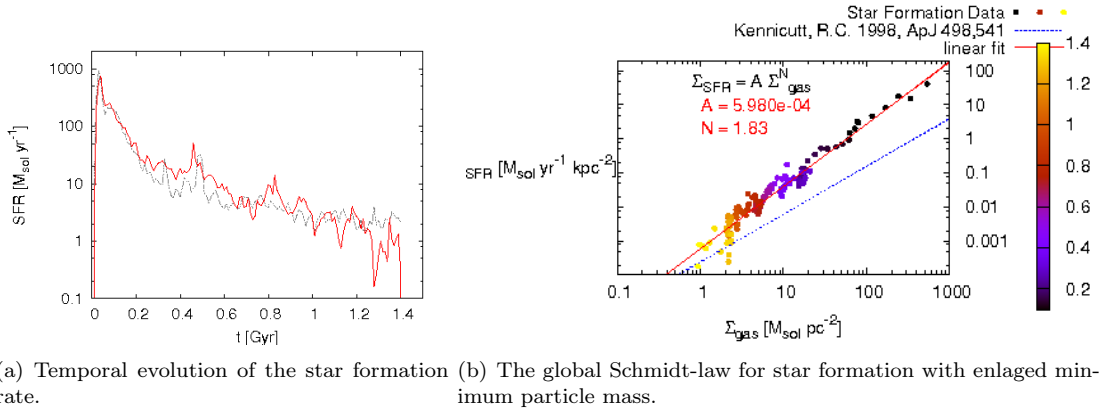 1000
100
10
1
0.1
SFR [M_sol yr^-1]
0 0.2 0.4 0.6 0.8 1 1.2 1.4
t [Gyr]
Star Formation Data
Kennicutt, R.C. 1998, ApJ 498,541
linear fit
Σ_SFR = A Σ^N_gas
A = 5.980e-04
N = 1.83
SFR [M_sol yr^-1 kpc^-2]
100
10
1
0.1
0.01
0.001
0.1 1 10 100 1000
Σ_gas [M_sol pc^-2]
1.4
1.2
1
0.8
0.6
0.4
0.2
(a) Temporal evolution of the star formation
rate.
(b) The global Schmidt-law for star formation with enlaged min-
imum particle mass.